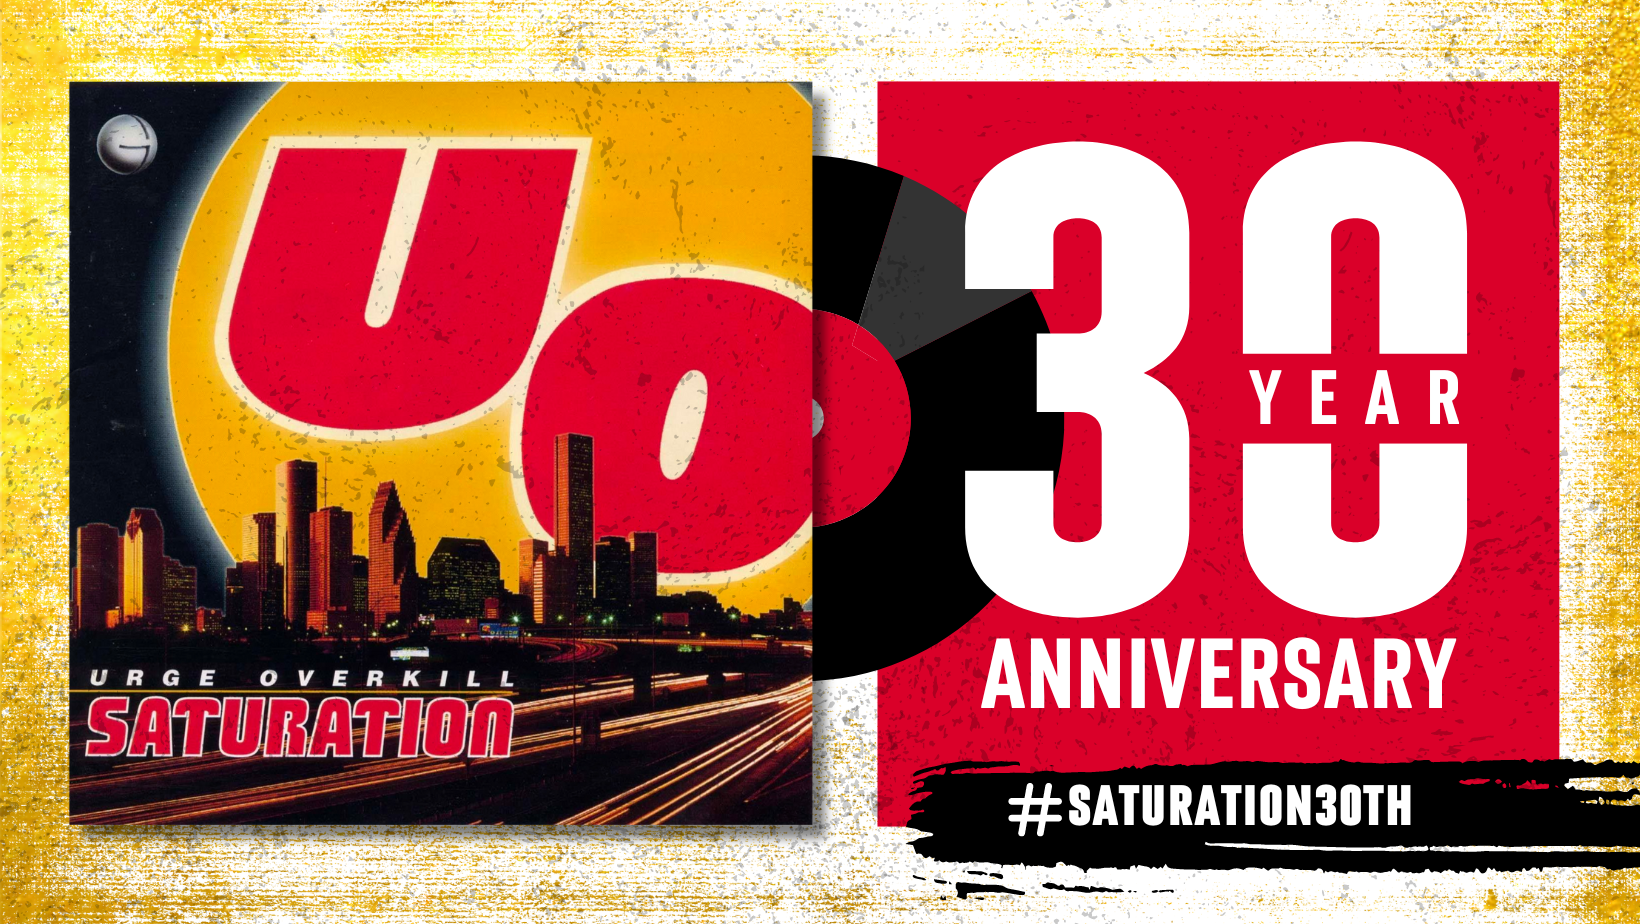 UO
URGE OVERKILL
SATURATION
30
YEAR
ANNIVERSARY
#SATURATION30TH